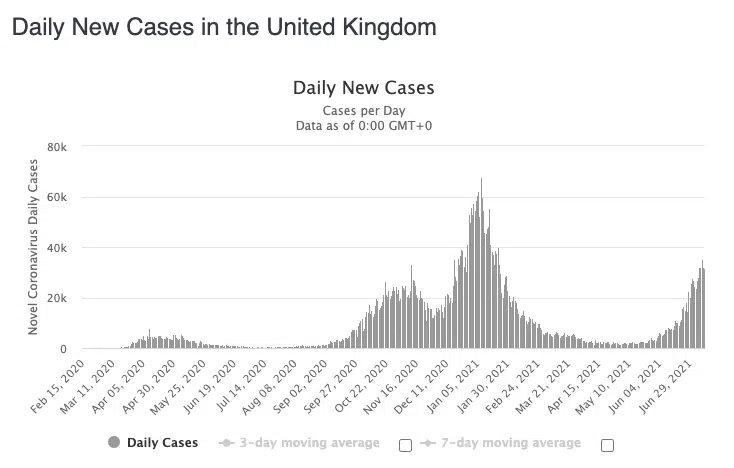 Daily New Cases in the United Kingdom
Daily New Cases
Cases per Day
Data as of 0:00 GMT+0
Novel Coronavirus Daily Cases
80k
60k
40k
20k
0
Feb 15, 2020
Mar 11, 2020
Apr 05, 2020
Apr 30, 2020
May 25, 2020
Jun 19, 2020
Jul 14, 2020
Aug 08, 2020
Sep 02, 2020
Sep 27, 2020
Oct 22, 2020
Nov 16, 2020
Dec 11, 2020
Jan 05, 2021
Jan 30, 2021
Feb 24, 2021
Mar 21, 2021
Apr 15, 2021
May 10, 2021
Jun 04, 2021
Jun 29, 2021
Daily Cases 3-day moving average 7-day moving average